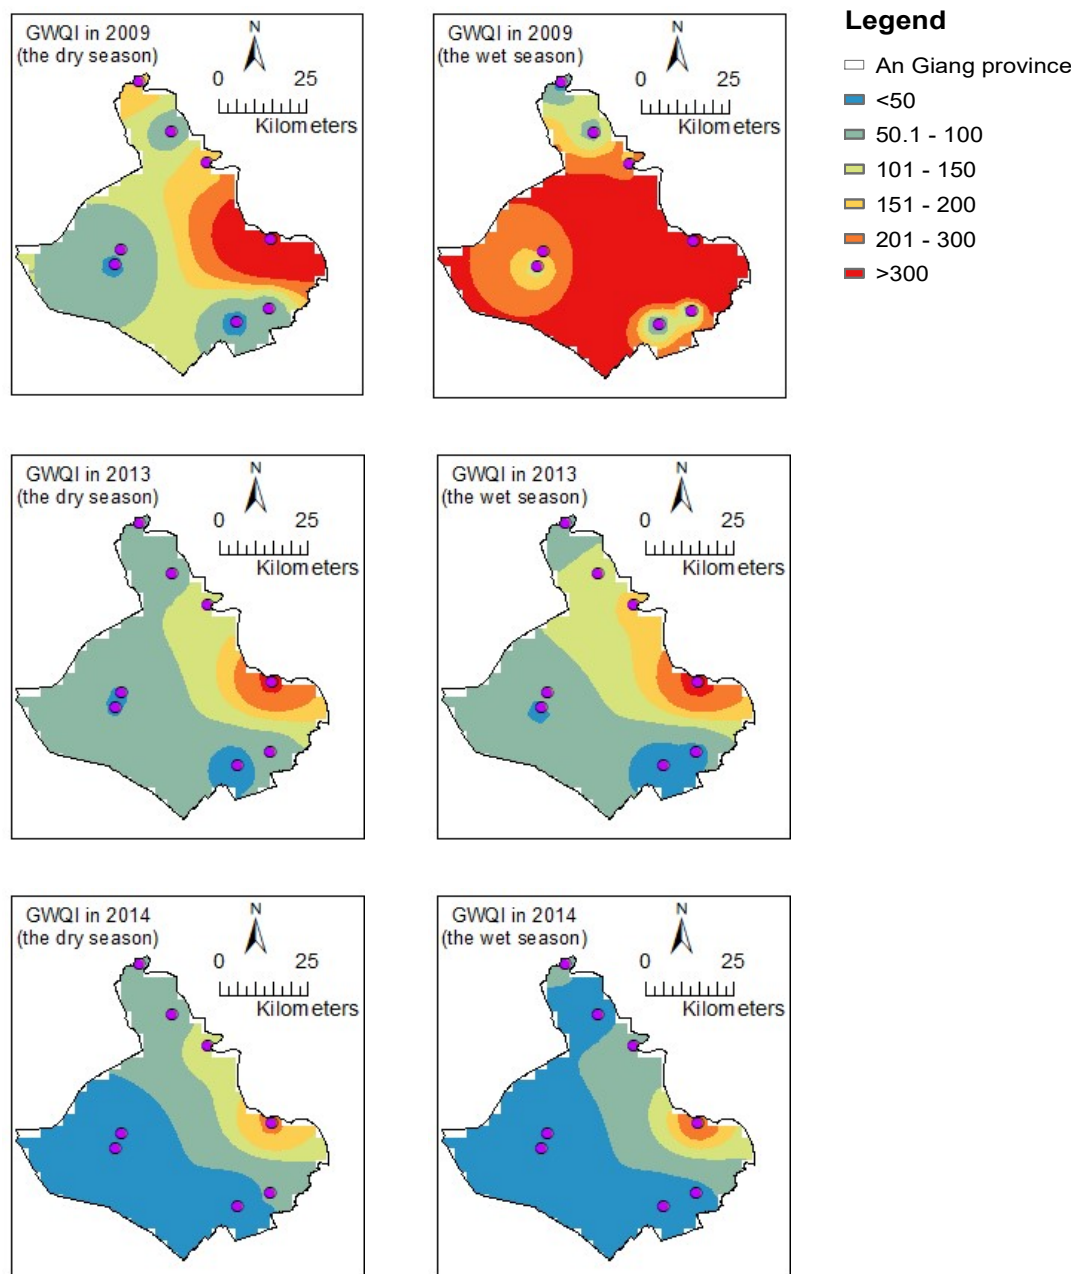 GWQI in 2009
(the dry season)
N
0 25
Kilometers
GWQI in 2009
(the wet season)
N
0 25
Kilometers
Legend
An Giang province
<50
50.1 - 100
101 - 150
151 - 200
201 - 300
>300
GWQI in 2013
(the dry season)
N
0 25
Kilometers
GWQI in 2013
(the wet season)
N
0 25
Kilometers
GWQI in 2014
(the dry season)
N
0 25
Kilometers
GWQI in 2014
(the wet season)
N
0 25
Kilometers